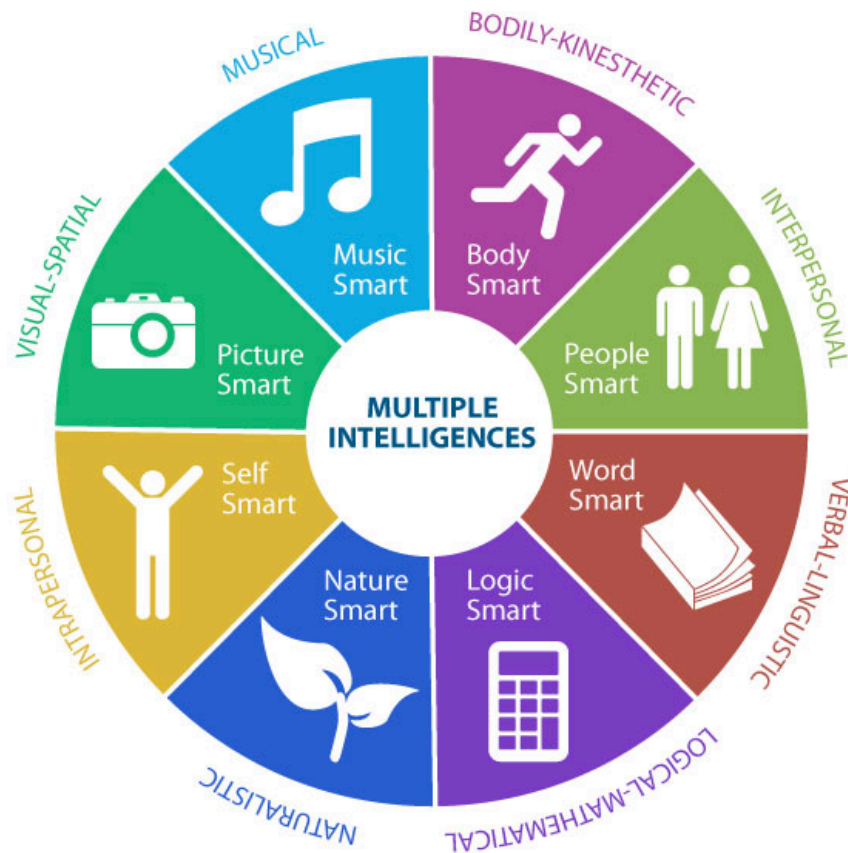 MUSICAL
BODILY-KINESTHETIC
VISUAL-SPATIAL
INTERPERSONAL
Music
Smart
Body
Smart
Picture
Smart
People
Smart
MULTIPLE
INTELLIGENCES
Self
Smart
Word
Smart
Nature
Smart
Logic
Smart
INTRAPERSONAL
VERBAL-LINGUISTIC
NATURALISTIC
LOGICAL-MATHEMATICAL